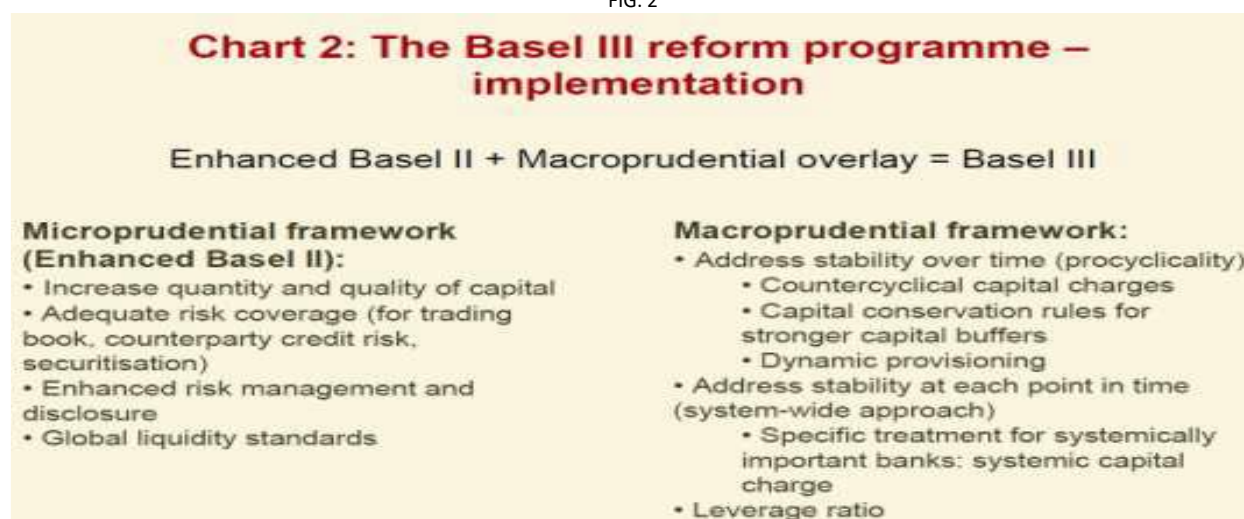 FIG. 2
Chart 2: The Basel III reform programme –
implementation
Enhanced Basel II + Macroprudential overlay = Basel III
Microprudential framework
(Enhanced Basel II):
• Increase quantity and quality of capital
• Adequate risk coverage (for trading
book, counterparty credit risk,
securitisation)
• Enhanced risk management and
disclosure
• Global liquidity standards
Macroprudential framework:
• Address stability over time (procyclicality)
• Countercyclical capital charges
• Capital conservation rules for
stronger capital buffers
• Dynamic provisioning
• Address stability at each point in time
(system-wide approach)
• Specific treatment for systemically
important banks: systemic capital
charge
• Leverage ratio